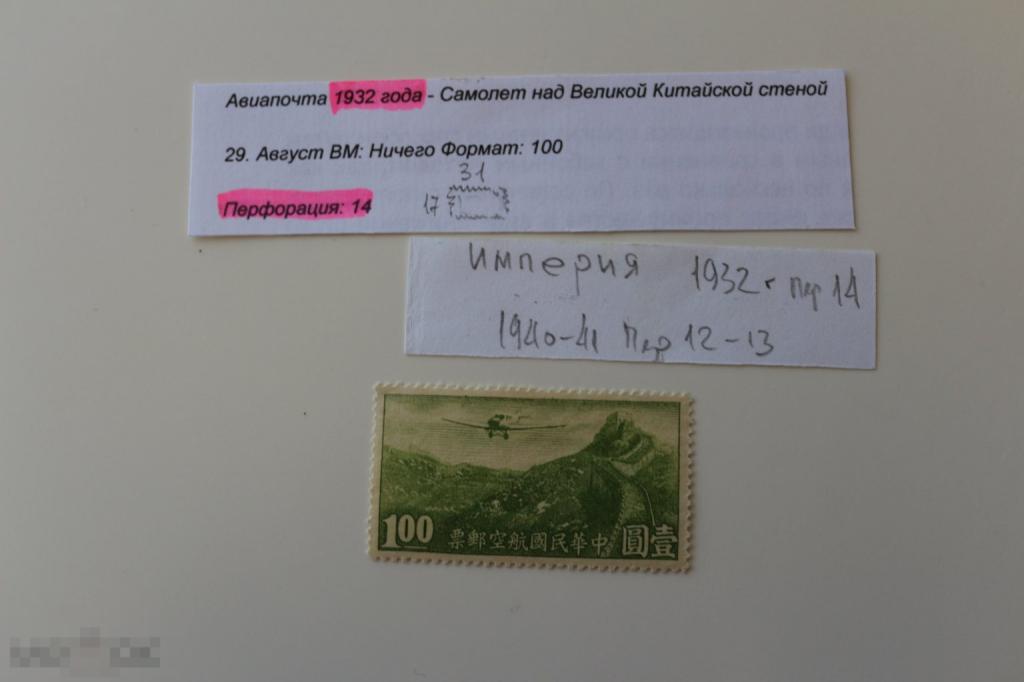 Авиапочта 1932 года - Самолет над Великой Китайской стеной
29. Август ВМ: Ничего Формат: 100
31
Перфорация: 14
17
империя 1932 г пер 14
1940-41 Пер 12-13
1.00 票郵空航國民華中 圓壹